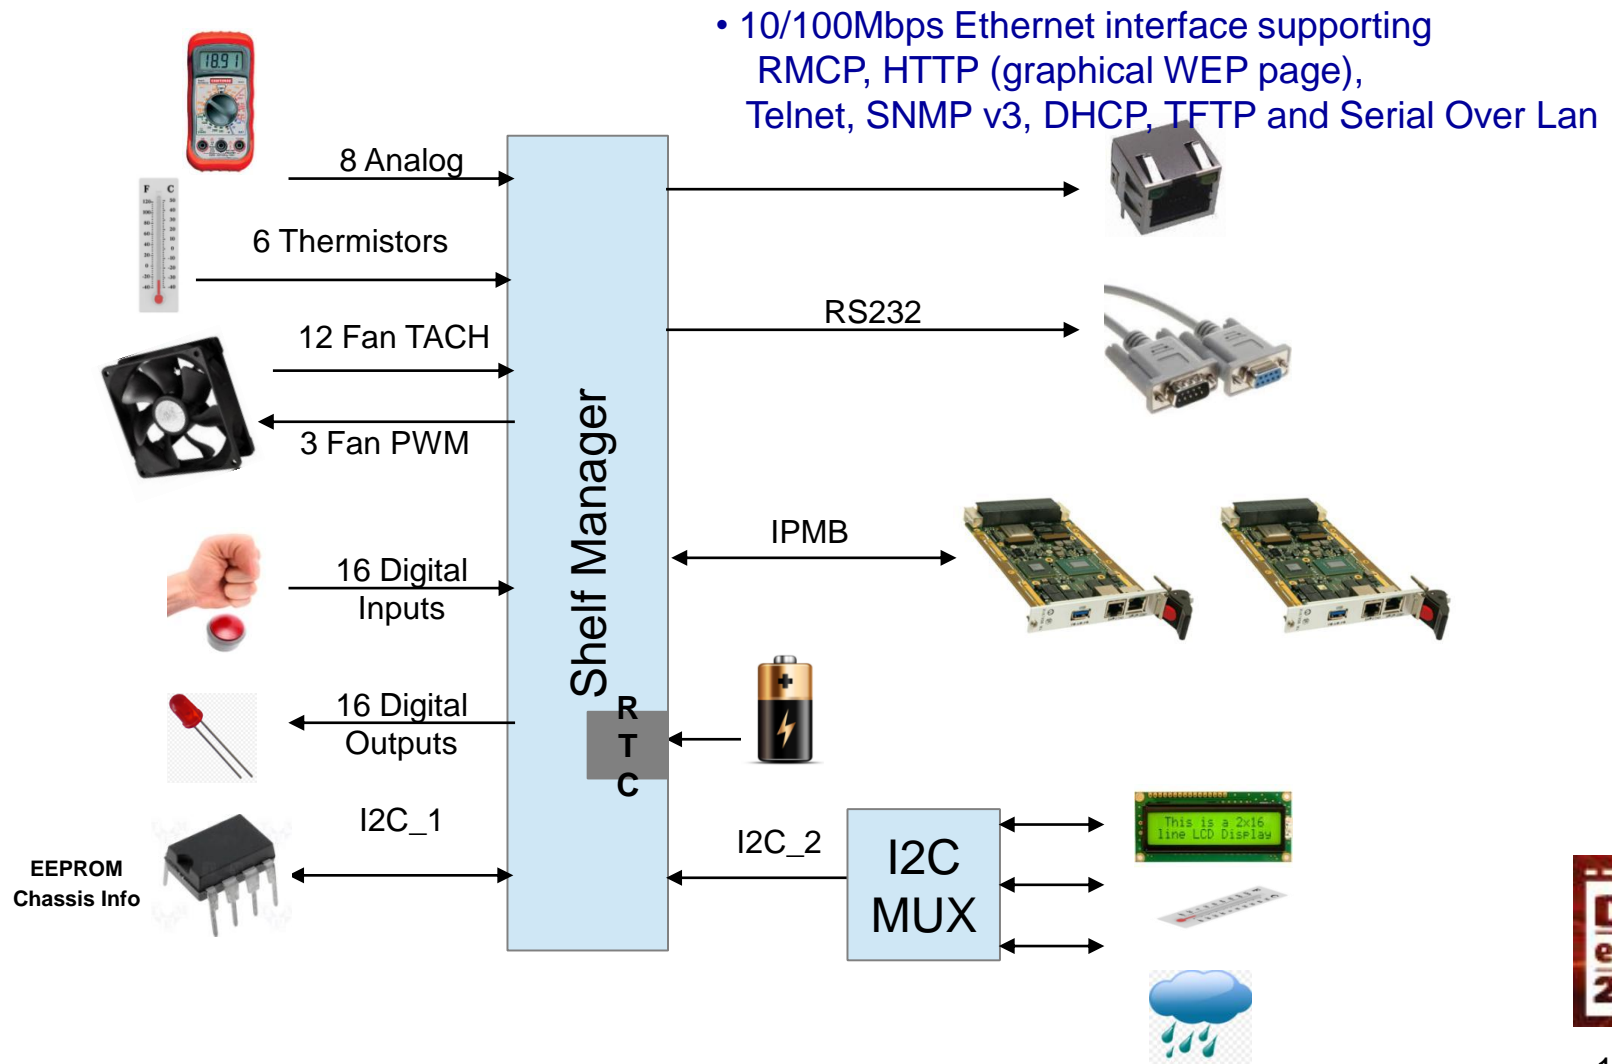 • 10/100Mbps Ethernet interface supporting
RMCP, HTTP (graphical WEP page),
Telnet, SNMP v3, DHCP, TFTP and Serial Over Lan
18.91
8 Analog
F C
6 Thermistors
12 Fan TACH
3 Fan PWM
16 Digital
Inputs
16 Digital
Outputs
I2C_1
EEPROM
Chassis Info
Shelf Manager
R
T
C
RS232
IPMB
I2C_2
I2C
MUX
This is a 2x16
line LCD Display